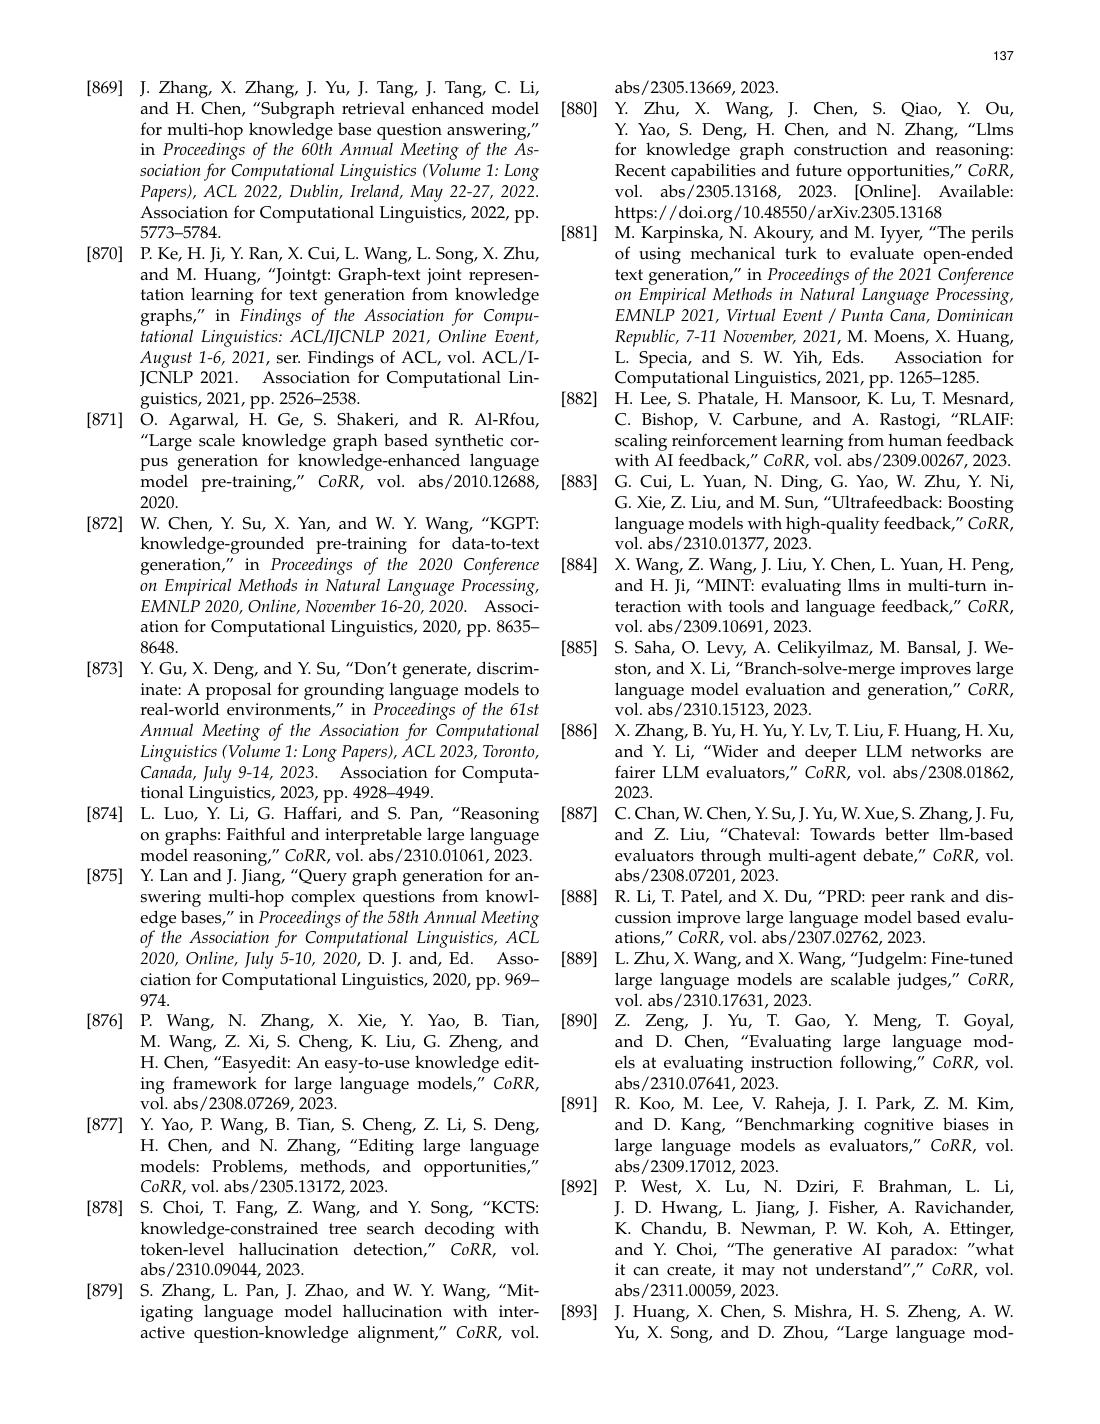 137
[869] J. Zhang, X. Zhang, J. Yu, J. Tang, J. Tang, C. Li,
and H. Chen, “Subgraph retrieval enhanced model
for multi-hop knowledge base question answering,”
in Proceedings of the 60th Annual Meeting of the As-
sociation for Computational Linguistics (Volume 1: Long
Papers), ACL 2022, Dublin, Ireland, May 22-27, 2022.
Association for Computational Linguistics, 2022, pp.
5773–5784.
[870] P. Ke, H. Ji, Y. Ran, X. Cui, L. Wang, L. Song, X. Zhu,
and M. Huang, “Jointgt: Graph-text joint represen-
tation learning for text generation from knowledge
graphs,” in Findings of the Association for Compu-
tational Linguistics: ACL/IJCNLP 2021, Online Event,
August 1-6, 2021, ser. Findings of ACL, vol. ACL/I-
JCNLP 2021. Association for Computational Lin-
guistics, 2021, pp. 2526–2538.
[871] O. Agarwal, H. Ge, S. Shakeri, and R. Al-Rfou,
“Large scale knowledge graph based synthetic cor-
pus generation for knowledge-enhanced language
model pre-training,” CoRR, vol. abs/2010.12688,
2020.
[872] W. Chen, Y. Su, X. Yan, and W. Y. Wang, “KGPT:
knowledge-grounded pre-training for data-to-text
generation,” in Proceedings of the 2020 Conference
on Empirical Methods in Natural Language Processing,
EMNLP 2020, Online, November 16-20, 2020. Associ-
ation for Computational Linguistics, 2020, pp. 8635–
8648.
[873] Y. Gu, X. Deng, and Y. Su, “Don’t generate, discrim-
inate: A proposal for grounding language models to
real-world environments,” in Proceedings of the 61st
Annual Meeting of the Association for Computational
Linguistics (Volume 1: Long Papers), ACL 2023, Toronto,
Canada, July 9-14, 2023. Association for Computa-
tional Linguistics, 2023, pp. 4928–4949.
[874] L. Luo, Y. Li, G. Haffari, and S. Pan, “Reasoning
on graphs: Faithful and interpretable large language
model reasoning,” CoRR, vol. abs/2310.01061, 2023.
[875] Y. Lan and J. Jiang, “Query graph generation for an-
swering multi-hop complex questions from knowl-
edge bases,” in Proceedings of the 58th Annual Meeting
of the Association for Computational Linguistics, ACL
2020, Online, July 5-10, 2020, D. J. and, Ed. Asso-
ciation for Computational Linguistics, 2020, pp. 969–
974.
[876] P. Wang, N. Zhang, X. Xie, Y. Yao, B. Tian,
M. Wang, Z. Xi, S. Cheng, K. Liu, G. Zheng, and
H. Chen, “Easyedit: An easy-to-use knowledge edit-
ing framework for large language models,” CoRR,
vol. abs/2308.07269, 2023.
[877] Y. Yao, P. Wang, B. Tian, S. Cheng, Z. Li, S. Deng,
H. Chen, and N. Zhang, “Editing large language
models: Problems, methods, and opportunities,”
CoRR, vol. abs/2305.13172, 2023.
[878] S. Choi, T. Fang, Z. Wang, and Y. Song, “KCTS:
knowledge-constrained tree search decoding with
token-level hallucination detection,” CoRR, vol.
abs/2310.09044, 2023.
[879] S. Zhang, L. Pan, J. Zhao, and W. Y. Wang, “Mit-
igating language model hallucination with inter-
active question-knowledge alignment,” CoRR, vol.
abs/2305.13669, 2023.
[880] Y. Zhu, X. Wang, J. Chen, S. Qiao, Y. Ou,
Y. Yao, S. Deng, H. Chen, and N. Zhang, “Llms
for knowledge graph construction and reasoning:
Recent capabilities and future opportunities,” CoRR,
vol. abs/2305.13168, 2023. [Online]. Available:
https://doi.org/10.48550/arXiv.2305.13168
[881] M. Karpinska, N. Akoury, and M. Iyyer, “The perils
of using mechanical turk to evaluate open-ended
text generation,” in Proceedings of the 2021 Conference
on Empirical Methods in Natural Language Processing,
EMNLP 2021, Virtual Event / Punta Cana, Dominican
Republic, 7-11 November, 2021, M. Moens, X. Huang,
L. Specia, and S. W. Yih, Eds. Association for
Computational Linguistics, 2021, pp. 1265–1285.
[882] H. Lee, S. Phatale, H. Mansoor, K. Lu, T. Mesnard,
C. Bishop, V. Carbune, and A. Rastogi, “RLAIF:
scaling reinforcement learning from human feedback
with AI feedback,” CoRR, vol. abs/2309.00267, 2023.
[883] G. Cui, L. Yuan, N. Ding, G. Yao, W. Zhu, Y. Ni,
G. Xie, Z. Liu, and M. Sun, “Ultrafeedback: Boosting
language models with high-quality feedback,” CoRR,
vol. abs/2310.01377, 2023.
[884] X. Wang, Z. Wang, J. Liu, Y. Chen, L. Yuan, H. Peng,
and H. Ji, “MINT: evaluating llms in multi-turn in-
teraction with tools and language feedback,” CoRR,
vol. abs/2309.10691, 2023.
[885] S. Saha, O. Levy, A. Celikyilmaz, M. Bansal, J. We-
ston, and X. Li, “Branch-solve-merge improves large
language model evaluation and generation,” CoRR,
vol. abs/2310.15123, 2023.
[886] X. Zhang, B. Yu, H. Yu, Y. Lv, T. Liu, F. Huang, H. Xu,
and Y. Li, “Wider and deeper LLM networks are
fairer LLM evaluators,” CoRR, vol. abs/2308.01862,
2023.
[887] C. Chan, W. Chen, Y. Su, J. Yu, W. Xue, S. Zhang, J. Fu,
and Z. Liu, “Chateval: Towards better llm-based
evaluators through multi-agent debate,” CoRR, vol.
abs/2308.07201, 2023.
[888] R. Li, T. Patel, and X. Du, “PRD: peer rank and dis-
cussion improve large language model based evalu-
ations,” CoRR, vol. abs/2307.02762, 2023.
[889] L. Zhu, X. Wang, and X. Wang, “Judgelm: Fine-tuned
large language models are scalable judges,” CoRR,
vol. abs/2310.17631, 2023.
[890] Z. Zeng, J. Yu, T. Gao, Y. Meng, T. Goyal,
and D. Chen, “Evaluating large language mod-
els at evaluating instruction following,” CoRR, vol.
abs/2310.07641, 2023.
[891] R. Koo, M. Lee, V. Raheja, J. I. Park, Z. M. Kim,
and D. Kang, “Benchmarking cognitive biases in
large language models as evaluators,” CoRR, vol.
abs/2309.17012, 2023.
[892] P. West, X. Lu, N. Dziri, F. Brahman, L. Li,
J. D. Hwang, L. Jiang, J. Fisher, A. Ravichander,
K. Chandu, B. Newman, P. W. Koh, A. Ettinger,
and Y. Choi, “The generative AI paradox: ”what
it can create, it may not understand”,” CoRR, vol.
abs/2311.00059, 2023.
[893] J. Huang, X. Chen, S. Mishra, H. S. Zheng, A. W.
Yu, X. Song, and D. Zhou, “Large language mod-